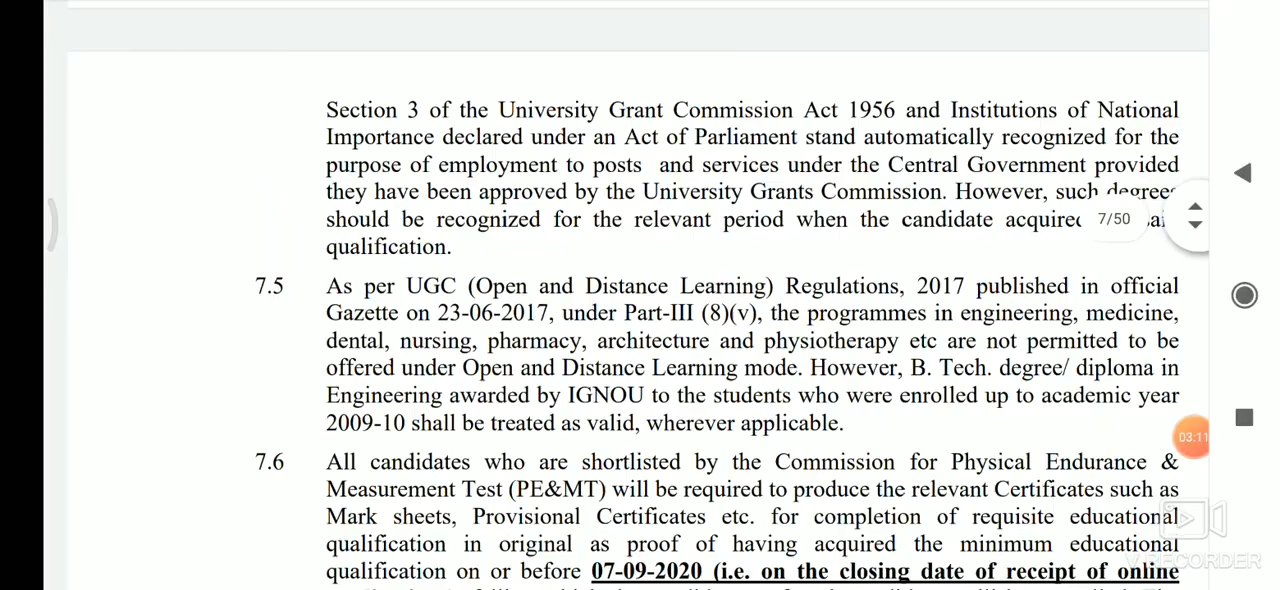 Section 3 of the University Grant Commission Act 1956 and Institutions of National
Importance declared under an Act of Parliament stand automatically recognized for the
purpose of employment to posts and services under the Central Government provided
they have been approved by the University Grants Commission. However, such degrees
should be recognized for the relevant period when the candidate acquired
7/50
qualification.
7.5 As per UGC (Open and Distance Learning) Regulations, 2017 published in official
Gazette on 23-06-2017, under Part-III (8)(v), the programmes in engineering, medicine,
dental, nursing, pharmacy, architecture and physiotherapy etc are not permitted to be
offered under Open and Distance Learning mode. However, B. Tech. degree/ diploma in
Engineering awarded by IGNOU to the students who were enrolled up to academic year
2009-10 shall be treated as valid, wherever applicable.
03:11
7.6 All candidates who are shortlisted by the Commission for Physical Endurance &
Measurement Test (PE&MT) will be required to produce the relevant Certificates such as
Mark sheets, Provisional Certificates etc. for completion of requisite educational
qualification in original as proof of having acquired the minimum educational
qualification on or before 07-09-2020 (i.e. on the closing date of receipt of online
V RECORDER